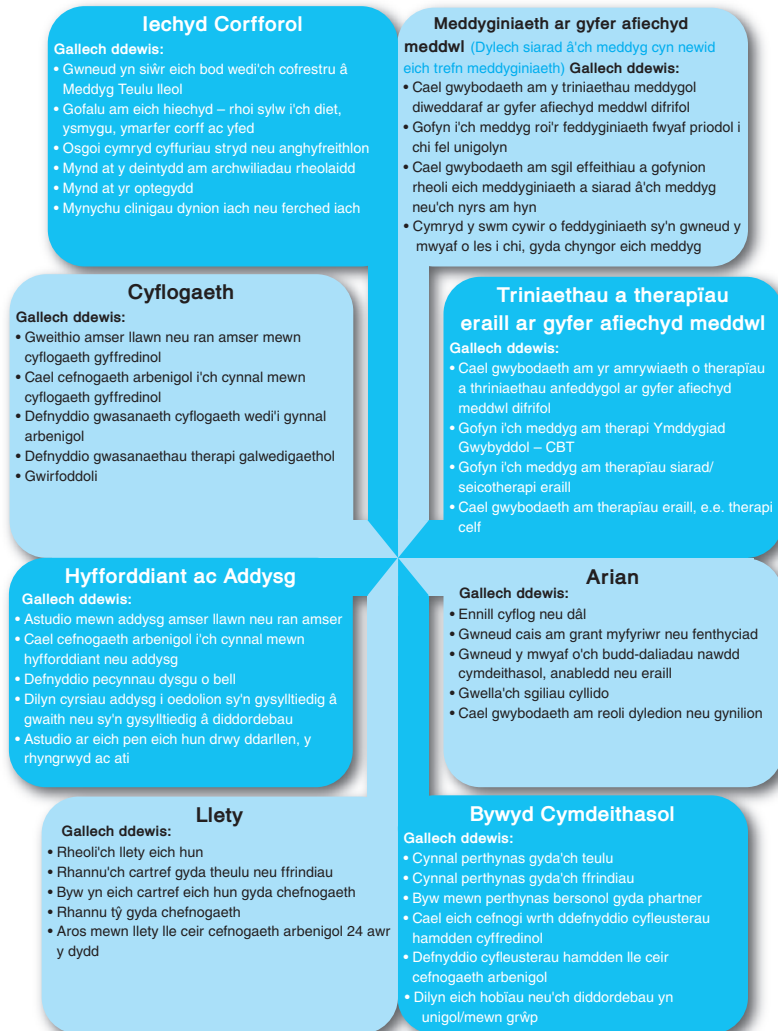 Iechyd Corfforol
Gallech ddewis:
• Gwneud yn siŵr eich bod wedi'ch cofrestru â
Meddyg Teulu lleol
• Gofalu am eich hiechyd – rhoi sylw i'ch diet,
ysmygu, ymarfer corff ac yfed
• Osgoi cymryd cyffuriau stryd neu anghyfreithlon
• Mynd at y deintydd am archwiliadau rheolaidd
• Mynd at yr optegydd
• Mynychu clinigau dynion iach neu ferched iach
Meddyginiaeth ar gyfer afiechyd
meddwl (Dylech siarad â'ch meddyg cyn newid
eich trefn meddyginiaeth) Gallech ddewis:
• Cael gwybodaeth am y triniaethau meddygol
diweddaraf ar gyfer afiechyd meddwl difrifol
• Gofyn i'ch meddyg roi'r feddyginiaeth fwyaf priodol i
chi fel unigolyn
• Cael gwybodaeth am sgil effeithiau a gofynion
rheoli eich meddyginiaeth a siarad â'ch meddyg
neu'ch nyrs am hyn
• Cymryd y swm cywir o feddyginiaeth sy'n gwneud y
mwyaf o les i chi, gyda chyngor eich meddyg
Cyflogaeth
Gallech ddewis:
• Gweithio amser llawn neu ran amser mewn
cyflogaeth gyffredinol
• Cael cefnogaeth arbenigol i'ch cynnal mewn
cyflogaeth gyffredinol
• Defnyddio gwasanaeth cyflogaeth wedi'i gynnal
arbenigol
• Defnyddio gwasanaethau therapi galwedigaethol
• Gwirfoddoli
Triniaethau a therapïau
eraill ar gyfer afiechyd meddwl
Gallech ddewis:
• Cael gwybodaeth am yr amrywiaeth o therapïau
a thriniaethau anfeddygol ar gyfer afiechyd
meddwl difrifol
• Gofyn i'ch meddyg am therapi Ymddygiad
Gwybyddol – CBT
• Gofyn i'ch meddyg am therapïau siarad/
seicotherapi eraill
• Cael gwybodaeth am therapïau eraill, e.e. therapi
celf
Hyfforddiant ac Addysg
Gallech ddewis:
• Astudio mewn addysg amser llawn neu ran amser
• Cael cefnogaeth arbenigol i'ch cynnal mewn
hyfforddiant neu addysg
• Defnyddio pecynnau dysgu o bell
• Dilyn cyrsiau addysg i oedolion sy'n gysylltiedig â
gwaith neu sy'n gysylltiedig â diddordebau
• Astudio ar eich pen eich hun drwy ddarllen, y
rhyngrwyd ac ati
Arian
Gallech ddewis:
• Ennill cyflog neu dâl
• Gwneud cais am grant myfyriwr neu fenthyciad
• Gwneud y mwyaf o'ch budd-daliadau nawdd
cymdeithasol, anabledd neu eraill
• Gwella'ch sgiliau cyllido
• Cael gwybodaeth am reoli dyledion neu gynilion
Llety
Gallech ddewis:
• Rheoli'ch llety eich hun
• Rhannu'ch cartref gyda theulu neu ffrindiau
• Byw yn eich cartref eich hun gyda chefnogaeth
• Rhannu tŷ gyda chefnogaeth
• Aros mewn llety lle ceir cefnogaeth arbenigol 24 awr
y dydd
Bywyd Cymdeithasol
Gallech ddewis:
• Cynnal perthynas gyda'ch teulu
• Cynnal perthynas gyda'ch ffrindiau
• Byw mewn perthynas bersonol gyda phartner
• Cael eich cefnogi wrth ddefnyddio cyfleusterau
hamdden cyffredinol
• Defnyddio cyfleusterau hamdden lle ceir
cefnogaeth arbenigol
• Dilyn eich hobïau neu'ch diddordebau yn
unigol/mewn grŵp